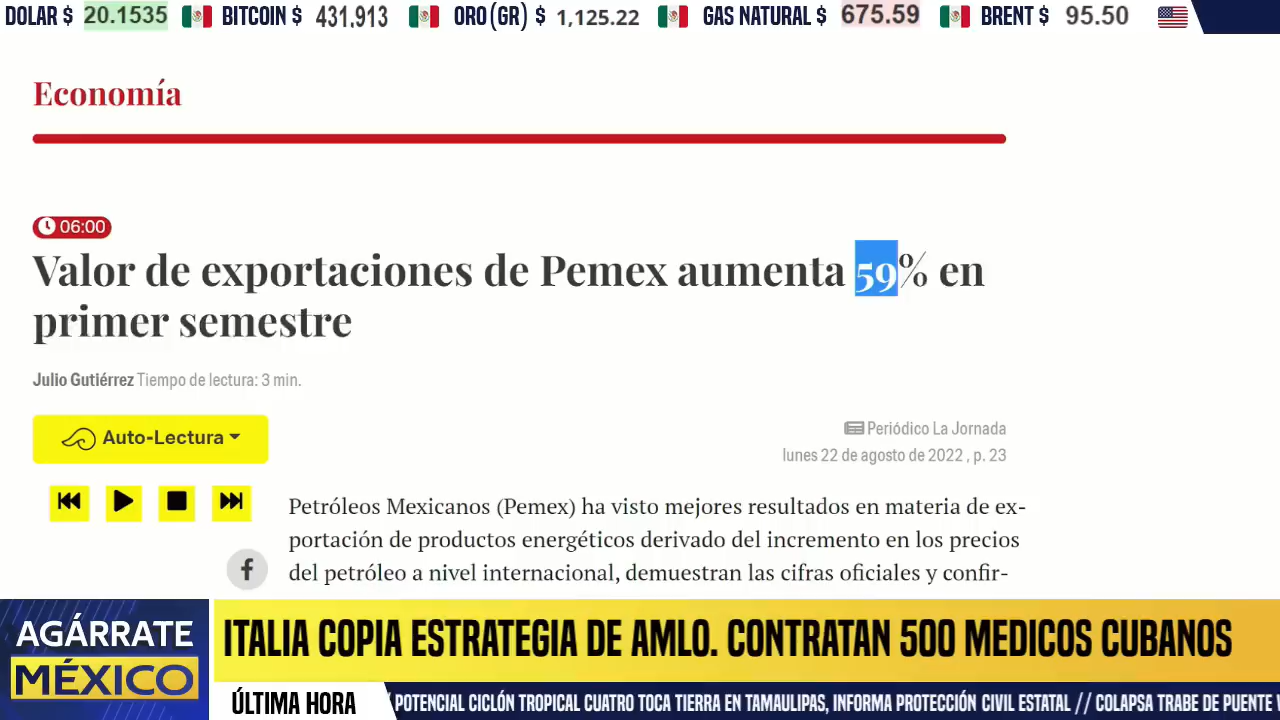 DOLAR $ 20.1535 BITCOIN $ 431,913 ORO(GR) $ 1,125.22 GAS NATURAL $ 675.59 BRENT $ 95.50
Economía
06:00
Valor de exportaciones de Pemex aumenta 59% en
primer semestre
Julio Gutiérrez Tiempo de lectura: 3 min.
Auto-Lectura
Periódico La Jornada
lunes 22 de agosto de 2022 , p. 23
Petróleos Mexicanos (Pemex) ha visto mejores resultados en materia de ex-
portación de productos energéticos derivado del incremento en los precios
del petróleo a nivel internacional, demuestran las cifras oficiales y confir-
AGÁRRATE
MÉXICO
ITALIA COPIA ESTRATEGIA DE AMLO. CONTRATAN 500 MEDICOS CUBANOS
ÚLTIMA HORA
/ POTENCIAL CICLÓN TROPICAL CUATRO TOCA TIERRA EN TAMAULIPAS, INFORMA PROTECCIÓN CIVIL ESTATAL // COLAPSA TRABE DE PUENTE